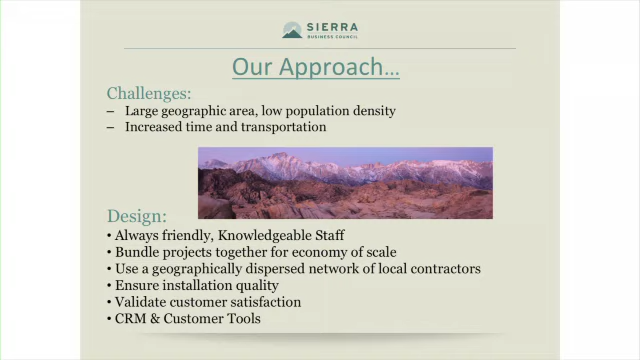 SIERRA
BUSINESS COUNCIL
Our Approach...
Challenges:
– Large geographic area, low population density
– Increased time and transportation
Design:
• Always friendly, Knowledgeable Staff
• Bundle projects together for economy of scale
• Use a geographically dispersed network of local contractors
• Ensure installation quality
• Validate customer satisfaction
• CRM & Customer Tools